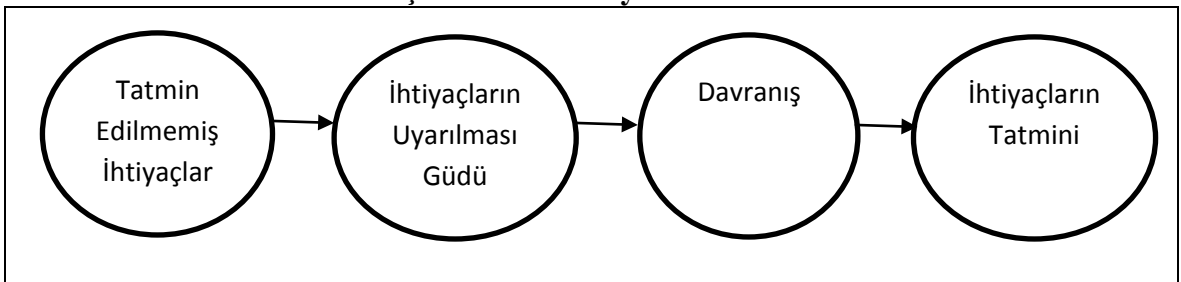 Tatmin
Edilmemiş
İhtiyaçlar
İhtiyaçların
Uyarılması
Güdü
Davranış
İhtiyaçların
Tatmini